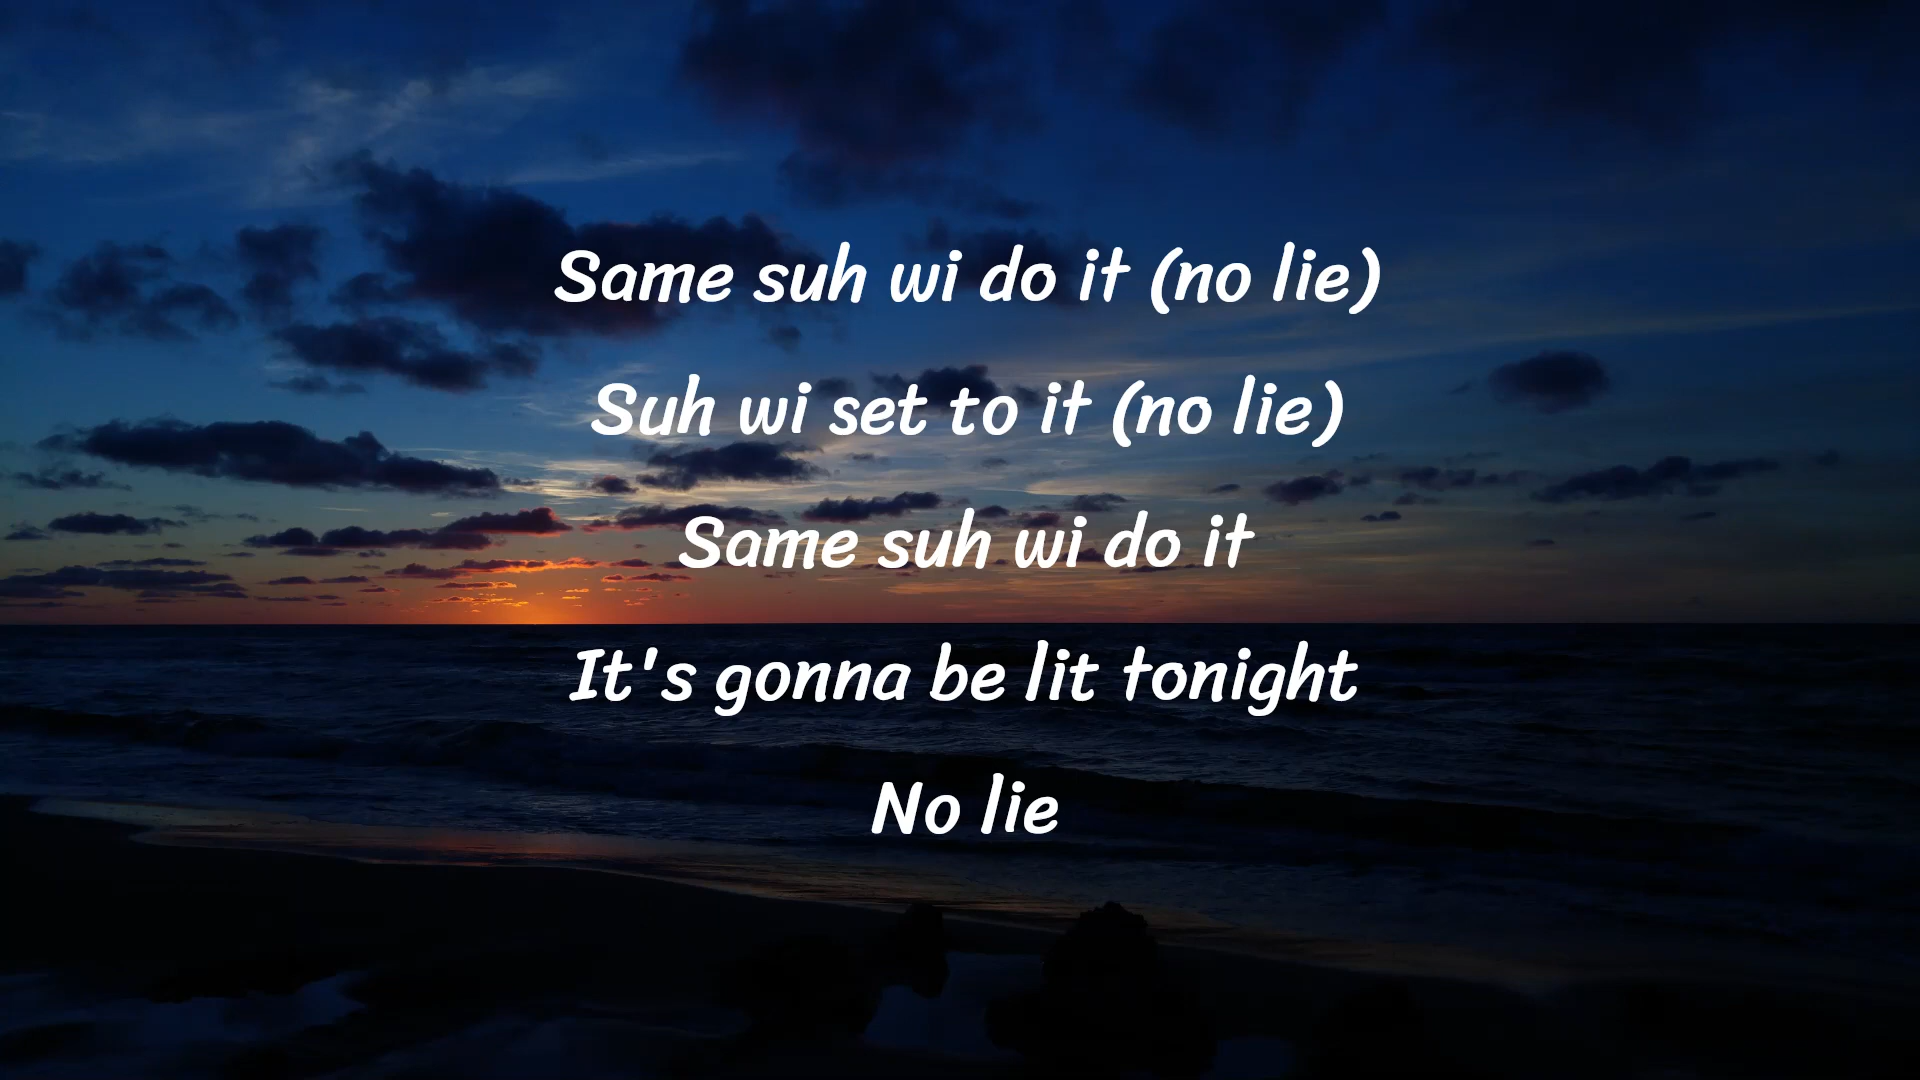 Same suh wi do it (no lie)
Suh wi set to it (no lie)
Same suh wi do it
It's gonna be lit tonight
No lie